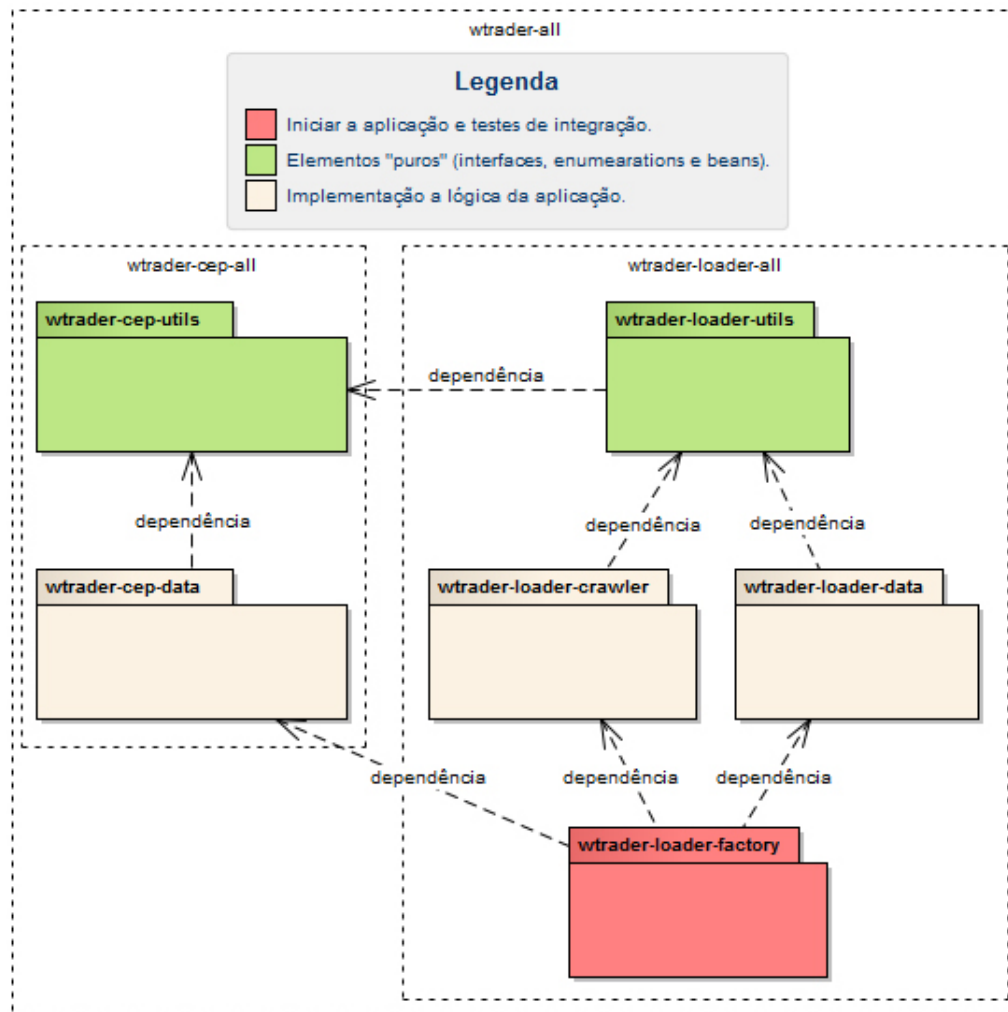 wtrader-all
Legenda
Iniciar a aplicação e testes de integração.
Elementos "puros" (interfaces, enumearations e beans).
Implementação a lógica da aplicação.
wtrader-cep-all
wtrader-loader-all
wtrader-cep-utils
wtrader-loader-utils
dependência
dependência
dependência
dependência
wtrader-cep-data
wtrader-loader-crawler
wtrader-loader-data
dependência
dependência
dependência
wtrader-loader-factory